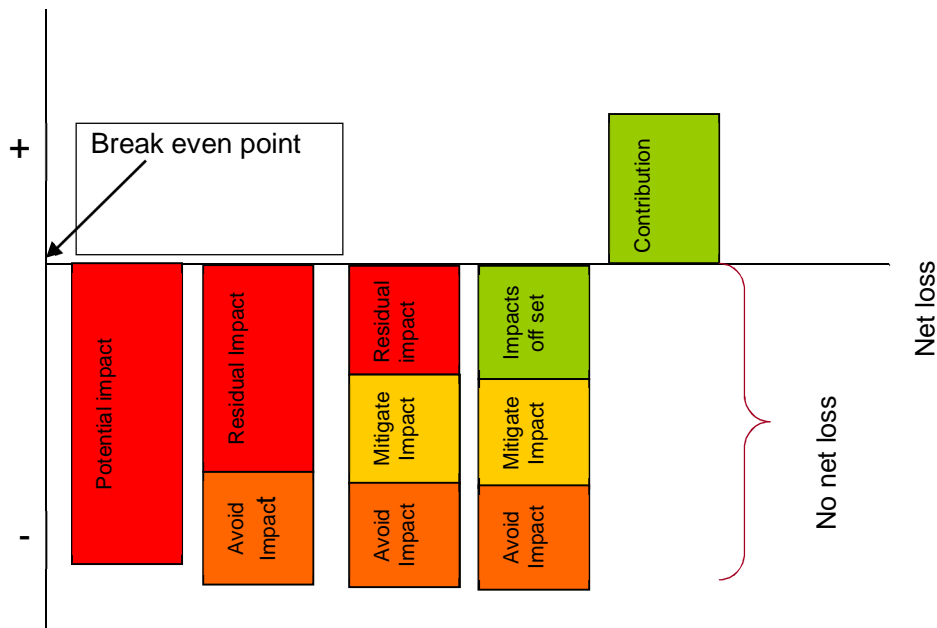 +
Break even point
-
Potential impact
Residual Impact
Avoid
Impact
Residual
impact
Mitigate
Impact
Avoid
Impact
Impacts
off set
Mitigate
Impact
Avoid
Impact
Contribution
No net loss
Net loss